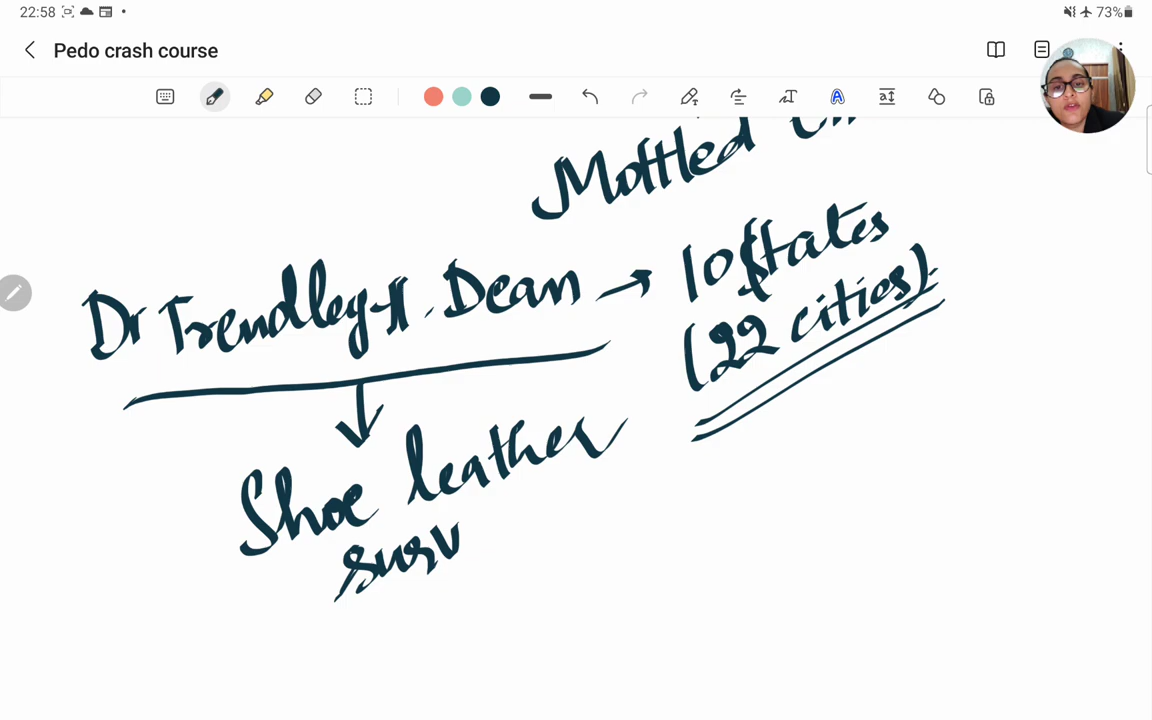 22:58
73%
Pedo crash course
Mottled
Dr Trendley H. Dean → 10 states
(22 cities).
Shoe leather
surv